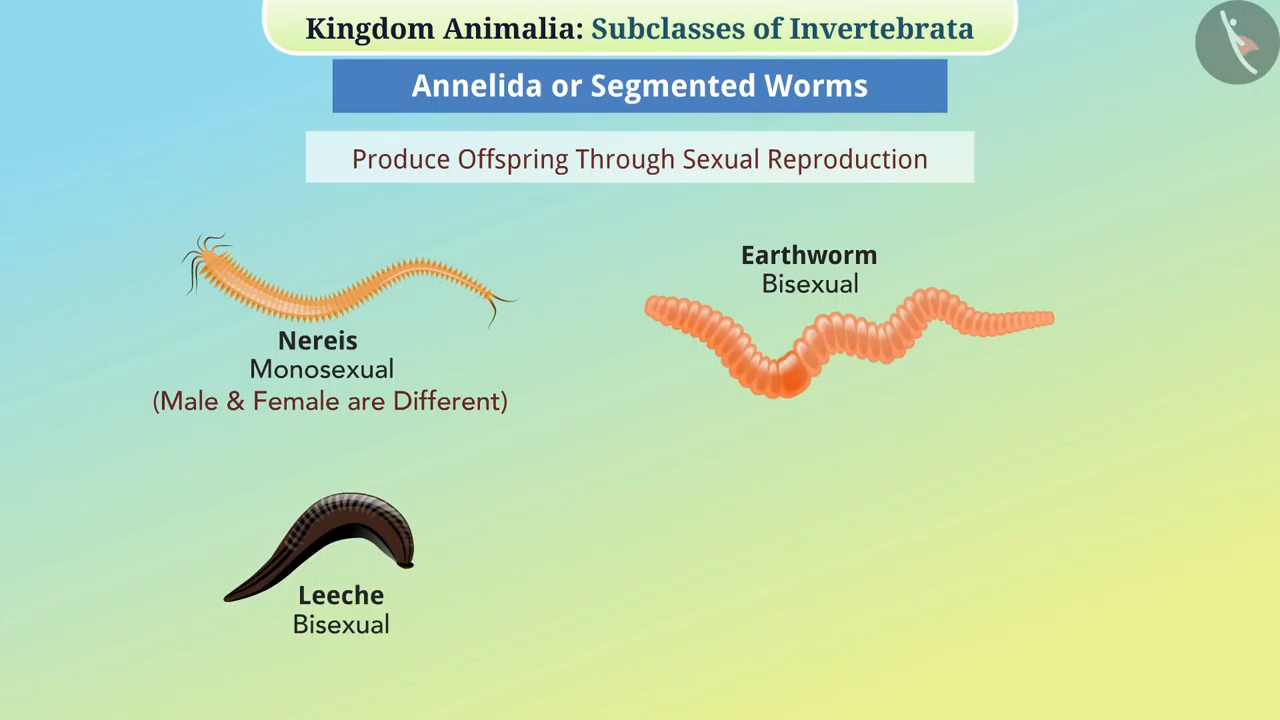 Kingdom Animalia: Subclasses of Invertebrata
Annelida or Segmented Worms
Produce Offspring Through Sexual Reproduction
Nereis
Monosexual
(Male & Female are Different)
Earthworm
Bisexual
Leeche
Bisexual